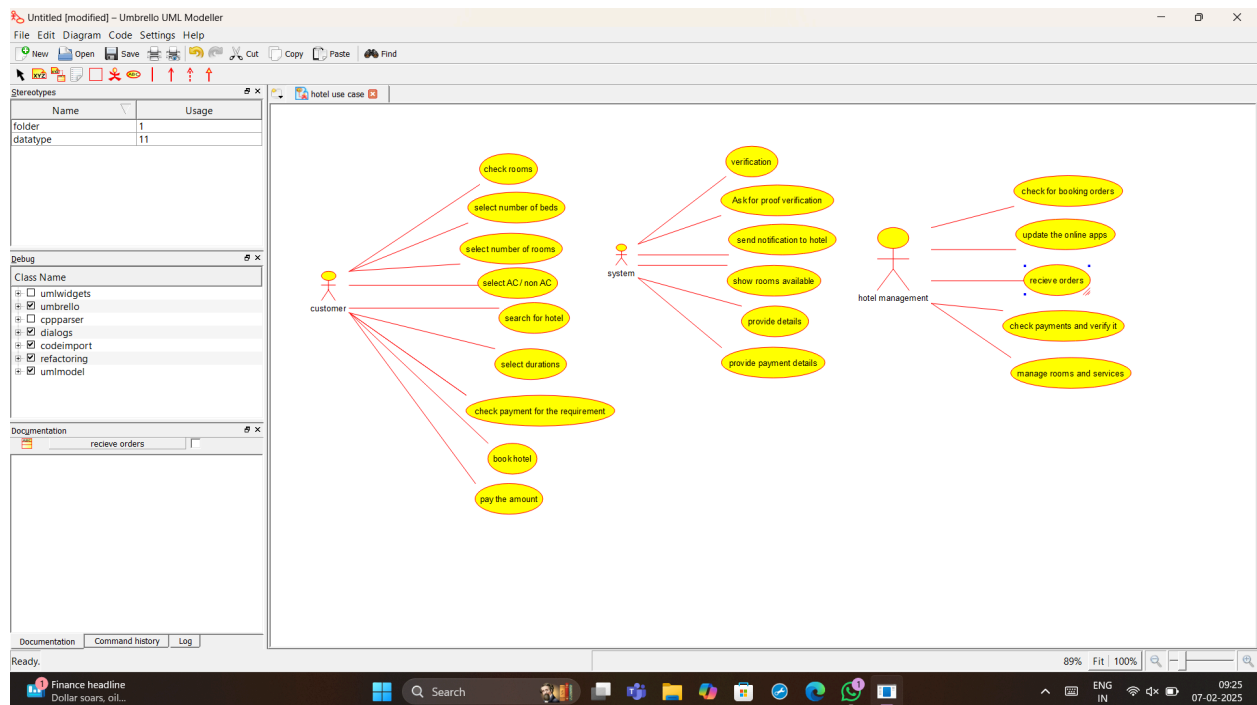 Untitled [modified] – Umbrello UML Modeller
File Edit Diagram Code Settings Help
New Open Save Cut Copy Paste Find
XYZ ABC
Stereotypes
hotel use case
Name Usage
folder 1
datatype 11
Debug
Class Name
umlwidgets
umbrello
cppparser
dialogs
codeimport
refactoring
umlmodel
Documentation
recieve orders
Documentation Command history Log
check rooms
select number of beds
select number of rooms
select AC / non AC
customer
search for hotel
select durations
check payment for the requirement
book hotel
pay the amount
verification
Ask for proof verification
send notification to hotel
system
show rooms available
provide details
provide payment details
check for booking orders
update the online apps
recieve orders
hotel management
check payments and verify it
manage rooms and services
Ready.
89% Fit 100%
1
Finance headline
Dollar soars, oil...
Search
1
ENG
IN
09:25
07-02-2025